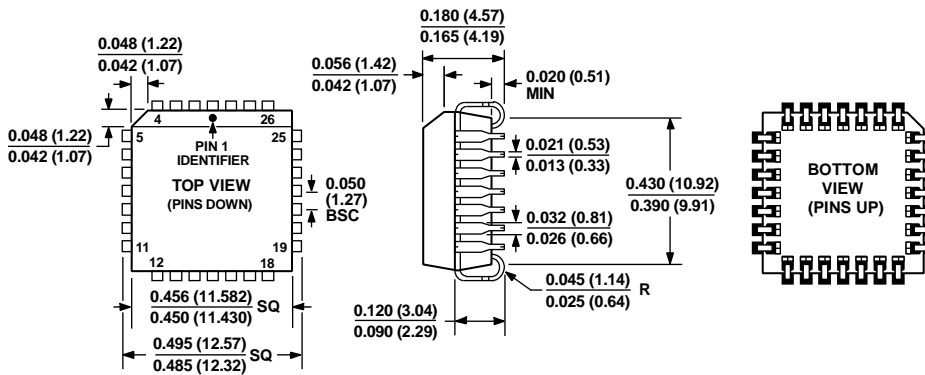 0.048 (1.22)
0.042 (1.07)
0.048 (1.22)
0.042 (1.07)
4
26
5
25
PIN 1
IDENTIFIER
TOP VIEW
(PINS DOWN)
11
19
12
18
0.050
(1.27)
BSC
0.456 (11.582)
0.450 (11.430)
SQ
0.495 (12.57)
0.485 (12.32)
SQ
0.180 (4.57)
0.165 (4.19)
0.056 (1.42)
0.042 (1.07)
0.020 (0.51)
MIN
0.021 (0.53)
0.013 (0.33)
0.032 (0.81)
0.026 (0.66)
0.430 (10.92)
0.390 (9.91)
0.045 (1.14)
0.025 (0.64)
R
0.120 (3.04)
0.090 (2.29)
BOTTOM
VIEW
(PINS UP)